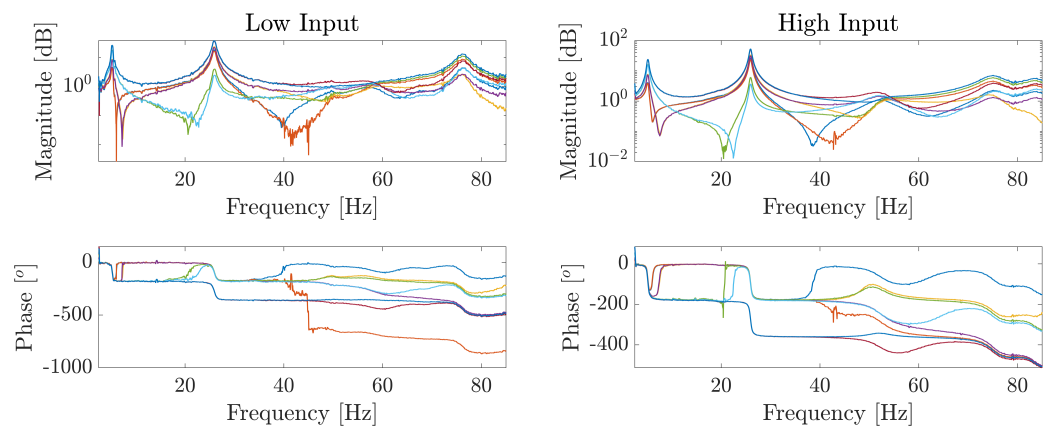 Low Input
Magnitude [dB]
10^0
20 40 60 80
Frequency [Hz]
High Input
Magnitude [dB]
10^2
10^0
10^-2
20 40 60 80
Frequency [Hz]
Phase [^o]
0
-500
-1000
20 40 60 80
Frequency [Hz]
Phase [^o]
0
-200
-400
20 40 60 80
Frequency [Hz]